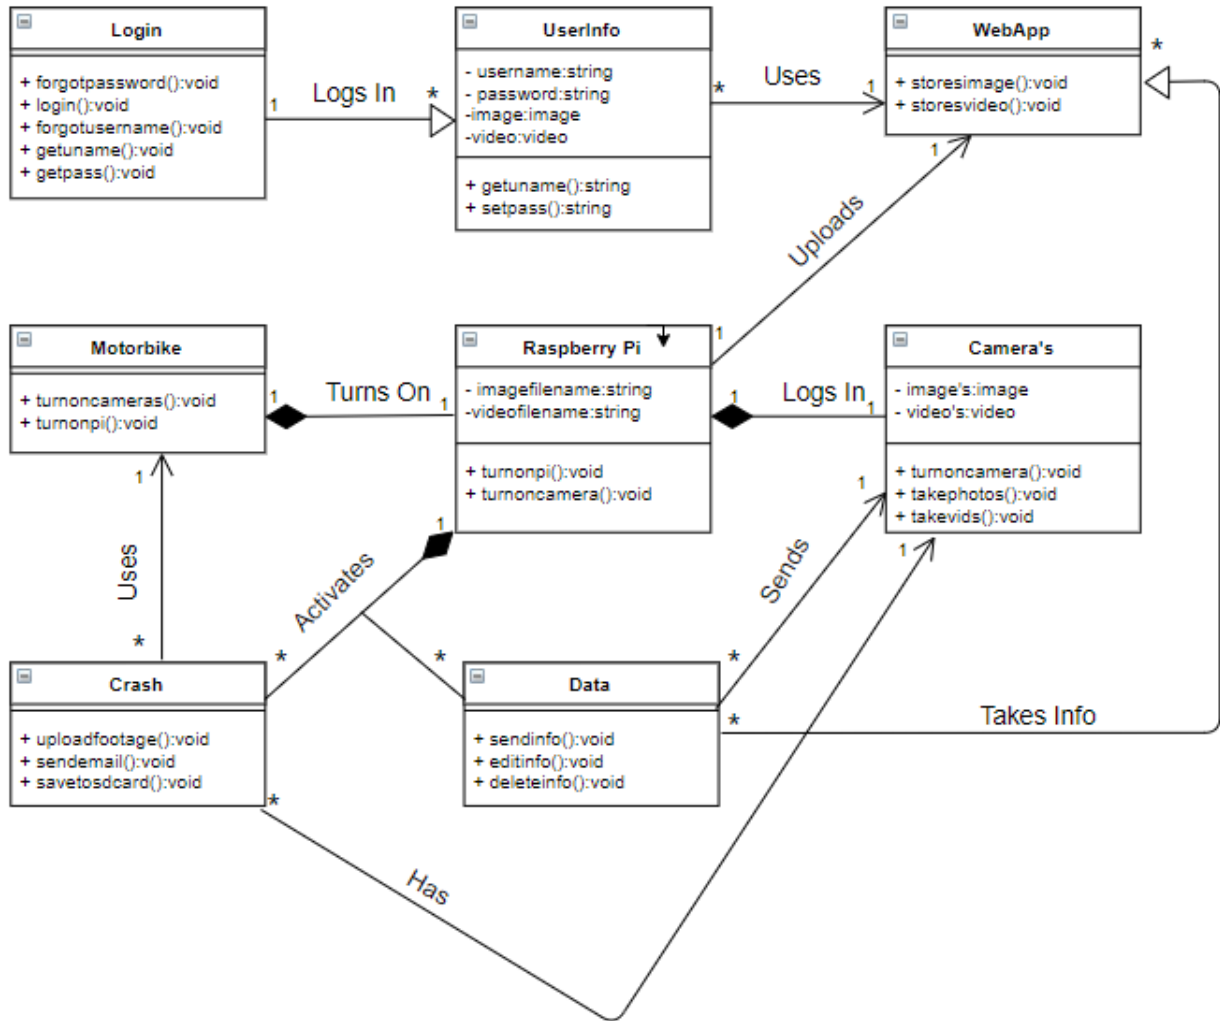 Login
+ forgotpassword():void
+ login():void
+ forgotusername():void
+ getuname():void
+ getpass():void
1
Logs In
*
UserInfo
- username:string
- password:string
-image:image
-video:video
+ getuname():string
+ setpass():string
*
Uses
1
WebApp
+ storesimage():void
+ storesvideo():void
*
1
Uploads
1
Motorbike
+ turnoncameras():void
+ turnonpi():void
1
Turns On
1
Raspberry Pi
- imagefilename:string
-videofilename:string
+ turnonpi():void
+ turnoncamera():void
1
Logs In
1
Camera's
- image's:image
- video's:video
+ turnoncamera():void
+ takephotos():void
+ takevids():void
1
Uses
*
1
Activates
*
*
1
Sends
*
1
Crash
+ uploadfootage():void
+ sendemail():void
+ savetosdcard():void
*
Has
Data
+ sendinfo():void
+ editinfo():void
+ deleteinfo():void
*
Takes Info